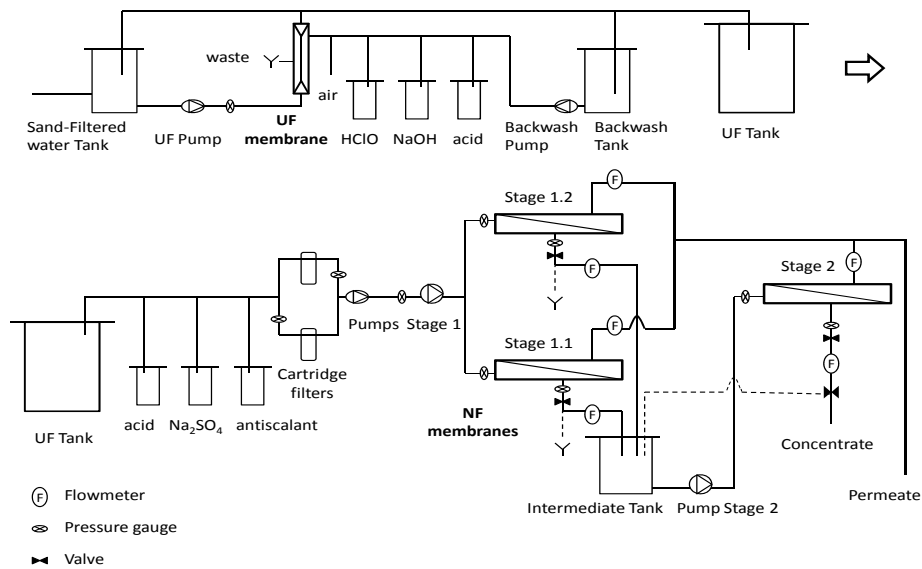 waste
air
Sand-Filtered
water Tank
UF Pump
UF
membrane
HClO
NaOH
acid
Backwash
Pump
Backwash
Tank
UF Tank
Stage 1.2
F
F
Stage 2
F
Pumps Stage 1
F
Stage 1.1
F
F
Cartridge
filters
UF Tank
acid
Na₂SO₄
antiscalant
NF
membranes
Concentrate
Intermediate Tank
Pump Stage 2
Permeate
F Flowmeter
Pressure gauge
Valve